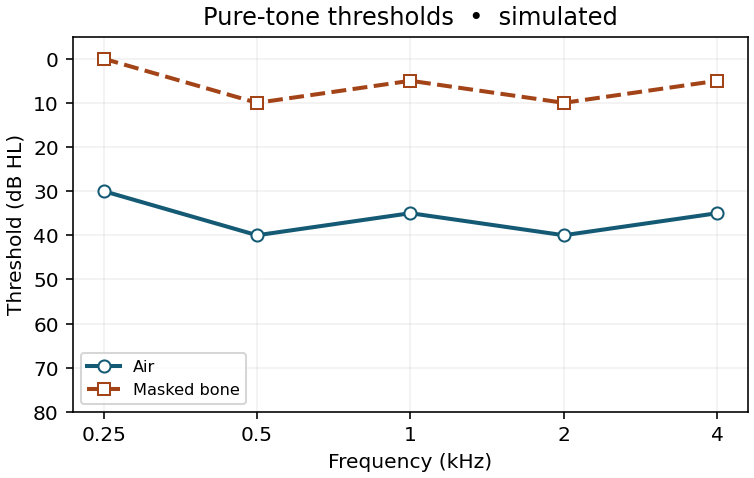 Pure-tone thresholds • simulated
Threshold (dB HL)
0
10
20
30
40
50
60
70
80
Air
Masked bone
0.25
0.5
1
2
4
Frequency (kHz)